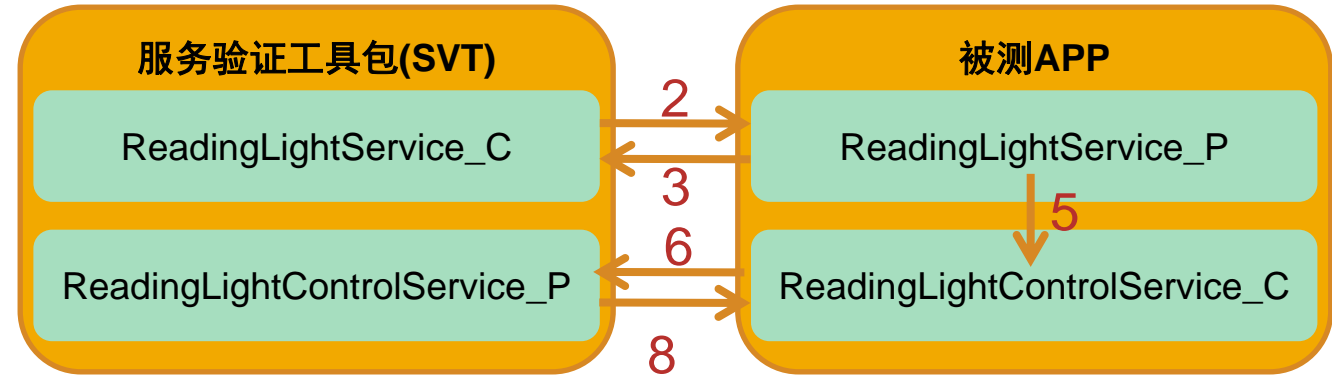 服务验证工具包(SVT)
被测APP
2
ReadingLightService_C
ReadingLightService_P
3
5
6
ReadingLightControlService_P
ReadingLightControlService_C
8